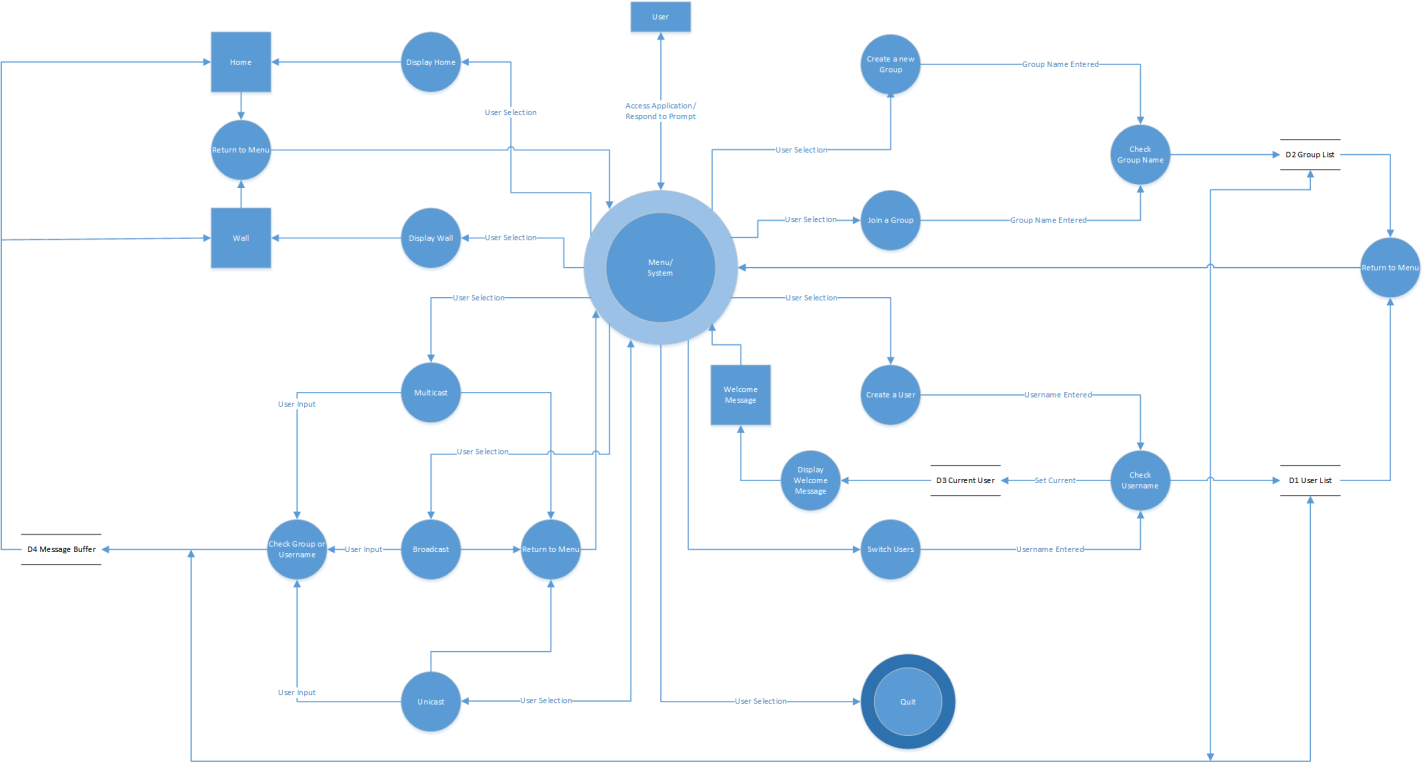 User
Home
Display Home
Create a new
Group
Group Name Entered
Access Application/
Respond to Prompt
User Selection
Return to Menu
User Selection
Check
Group Name
D2 Group List
Wall
Display Wall
User Selection
User Selection
Join a Group
Group Name Entered
Menu/
System
Return to Menu
User Selection
User Selection
Multicast
User Input
Welcome
Message
Create a User
Username Entered
User Selection
Display
Welcome
Message
D3 Current User
Set Current
Check
Username
D1 User List
D4 Message Buffer
Check Group or
Username
User Input
Broadcast
Return to Menu
Switch Users
Username Entered
User Input
Unicast
User Selection
User Selection
Quit